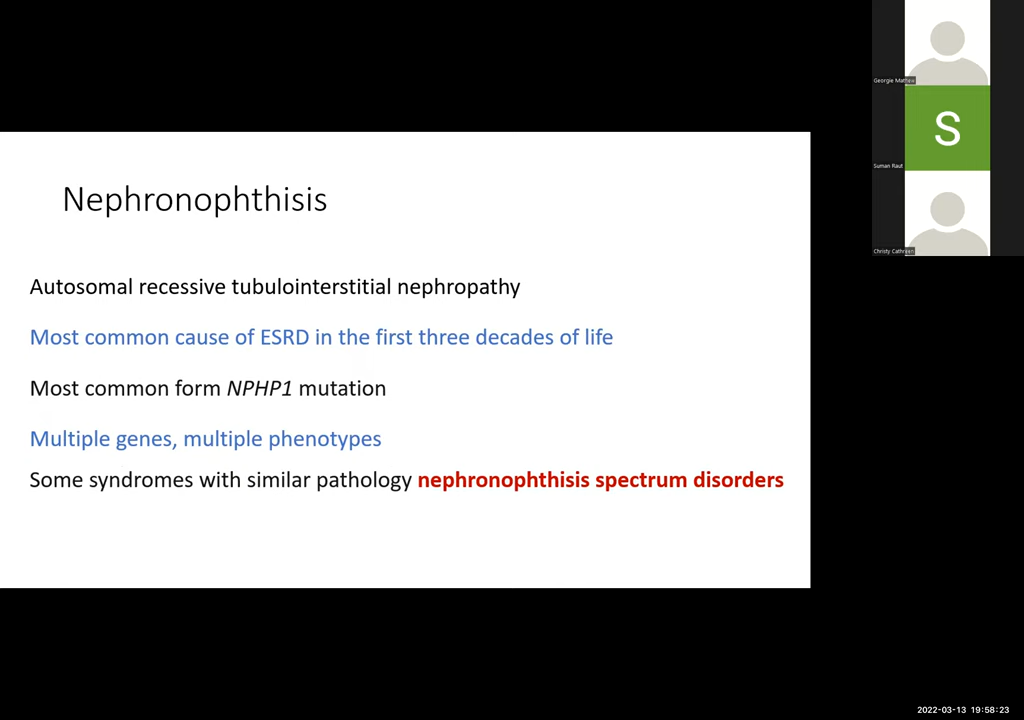 Nephronophthisis
Autosomal recessive tubulointerstitial nephropathy
Most common cause of ESRD in the first three decades of life
Most common form NPHP1 mutation
Multiple genes, multiple phenotypes
Some syndromes with similar pathology nephronophthisis spectrum disorders
Georgie Mathew
S
Suman Raut
Christy Cathreen
2022-03-13 19:58:23